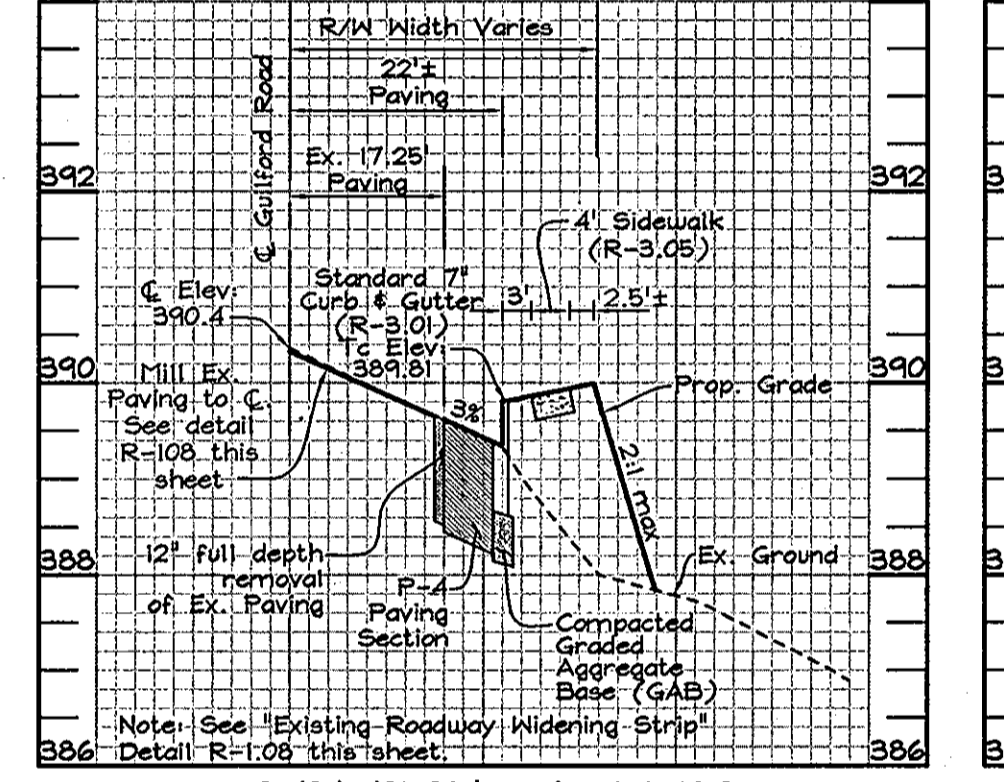 R/W Width Varies
22'±
Paving
℄ Guilford Road
Ex. 17.25'
Paving
392
392
4' Sidewalk
(R-3.05)
Standard 7"
Curb & Gutter
(R-3.01)
Tc Elev:
389.81
3'
2.5'±
℄ Elev:
390.4
390
390
Mill Ex.
Paving to ℄.
See detail
R-108 this
sheet
3%
Prop. Grade
2:1 max
388
388
12" full depth
removal
of Ex. Paving
P-4
Paving
Section
Ex. Ground
Compacted
Graded
Aggregate
Base (GAB)
Note: See "Existing Roadway Widening Strip"
Detail R-1.08 this sheet.
386
386